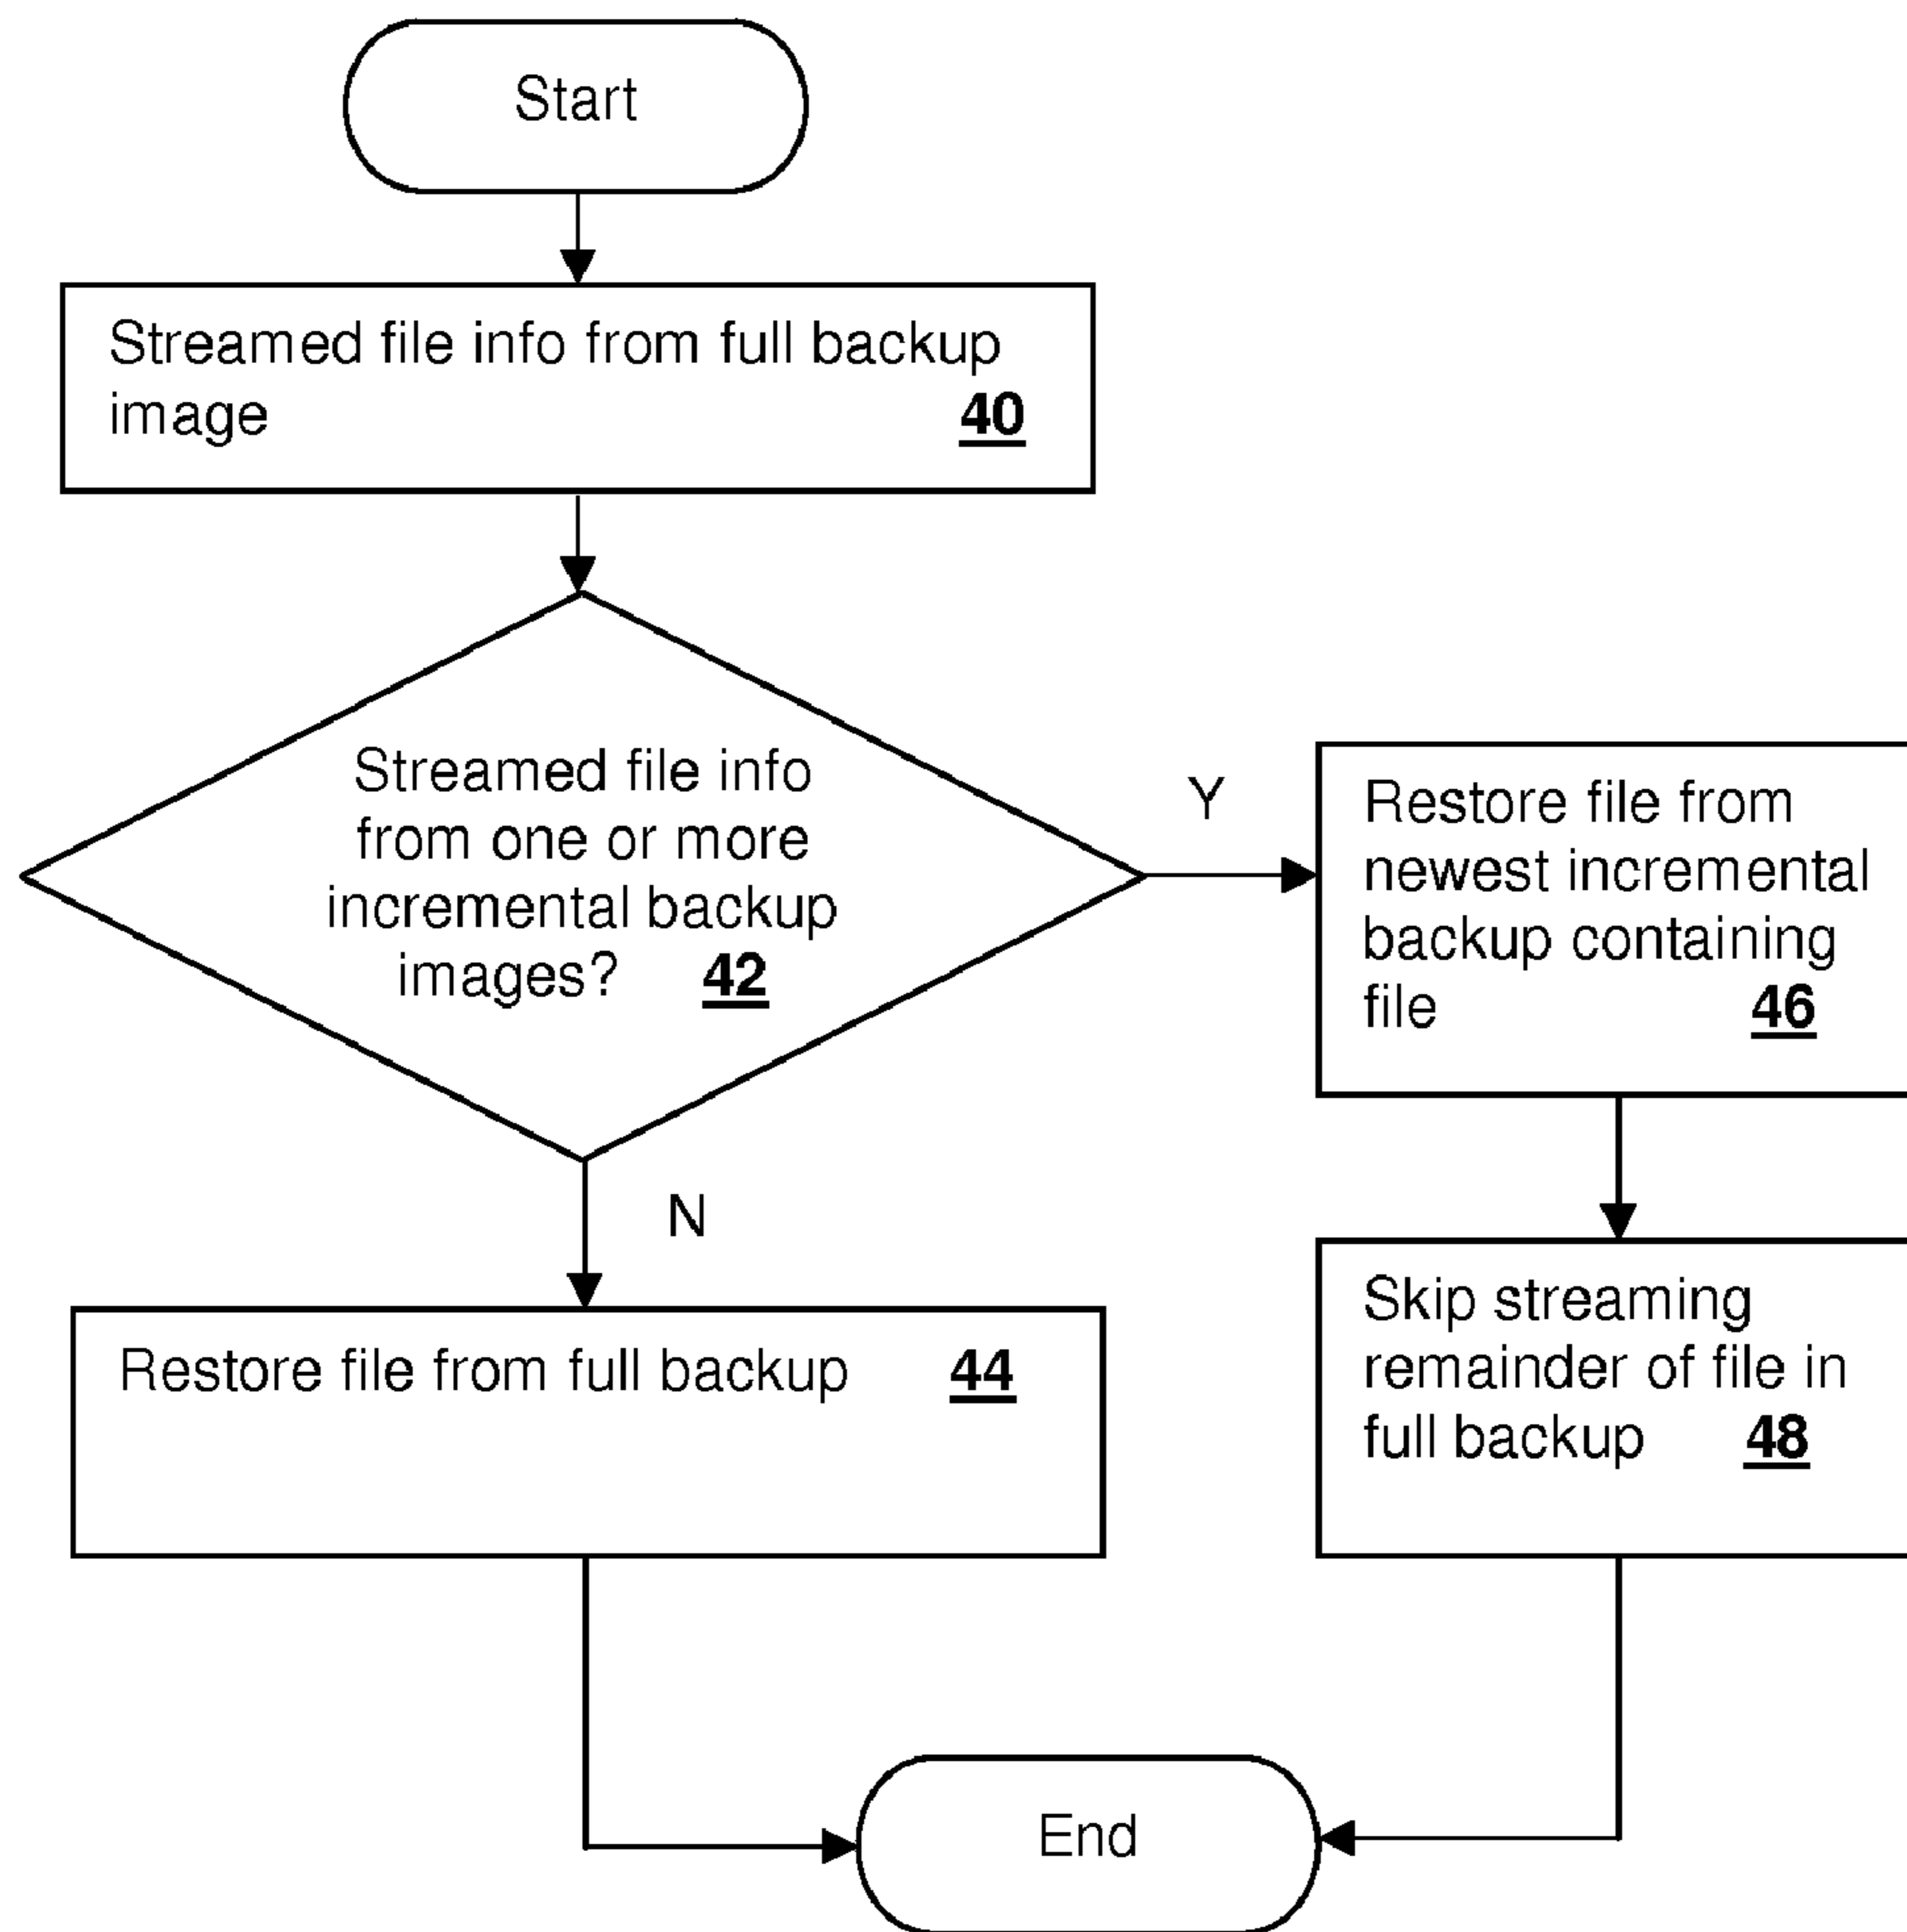 Start
Streamed file info from full backup
image 40
Streamed file info
from one or more
incremental backup
images? 42
Y
Restore file from
newest incremental
backup containing
file 46
N
Restore file from full backup 44
Skip streaming
remainder of file in
full backup 48
End